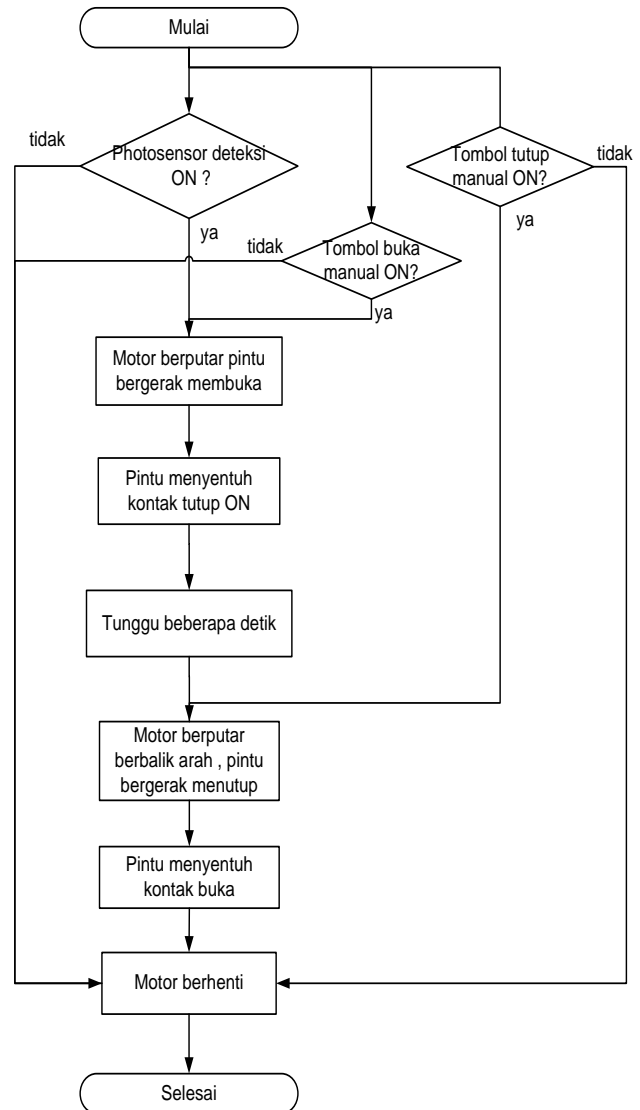 Mulai
tidak
Photosensor deteksi
ON ?
Tombol tutup
manual ON?
tidak
ya
ya
tidak
Tombol buka
manual ON?
ya
Motor berputar pintu
bergerak membuka
Pintu menyentuh
kontak tutup ON
Tunggu beberapa detik
Motor berputar
berbalik arah , pintu
bergerak menutup
Pintu menyentuh
kontak buka
Motor berhenti
Selesai